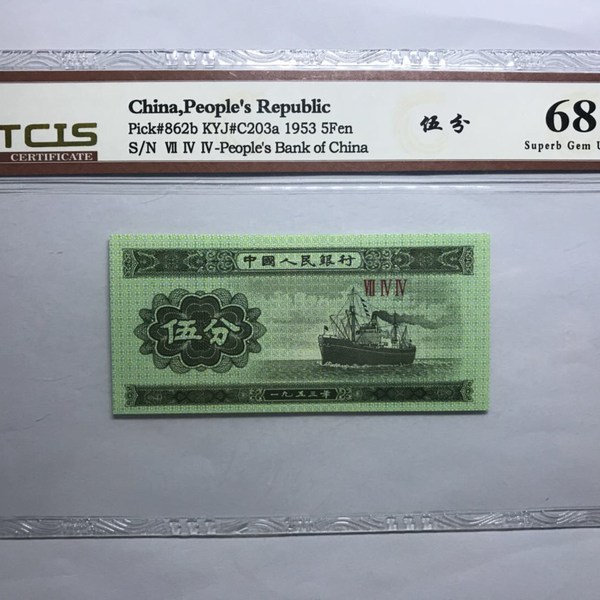 TCIS
CERTIFICATE
China,People's Republic
Pick#862b KYJ#C203a 1953 5Fen
S/N Ⅶ Ⅳ Ⅳ-People's Bank of China
伍分
68
Superb Gem U
中國人民銀行
Ⅶ Ⅳ Ⅳ
伍分
一九五三年